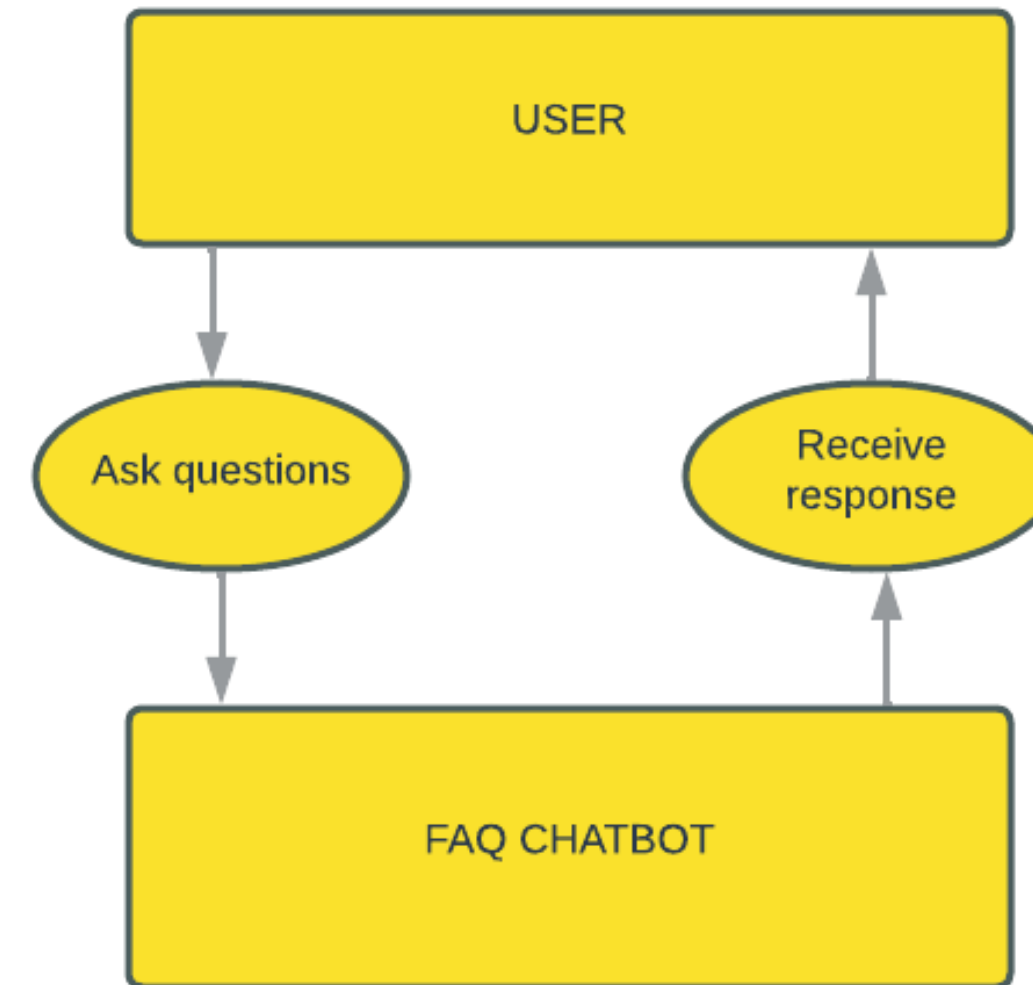 USER
Ask questions
Receive
response
FAQ CHATBOT